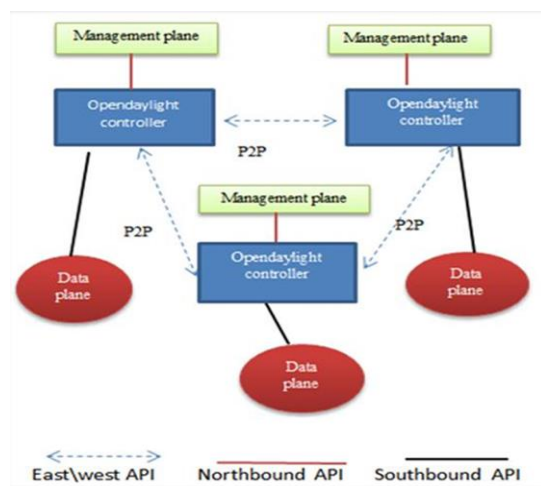 Management plane
Management plane
Opendaylight
controller
Opendaylight
controller
P2P
Management plane
P2P
P2P
Opendaylight
controller
Data
plane
Data
plane
Data
plane
East\west API
Northbound API
Southbound API